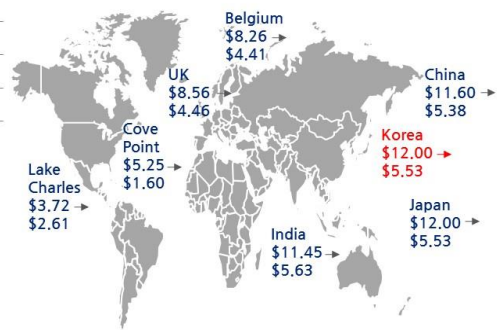 Belgium
$8.26 →
$4.41
UK
$8.56 →
$4.46
China
$11.60 →
$5.38
Cove
Point
$5.25 →
$1.60
Korea
$12.00 →
$5.53
Lake
Charles
$3.72 →
$2.61
Japan
$12.00 →
$5.53
India
$11.45 →
$5.63